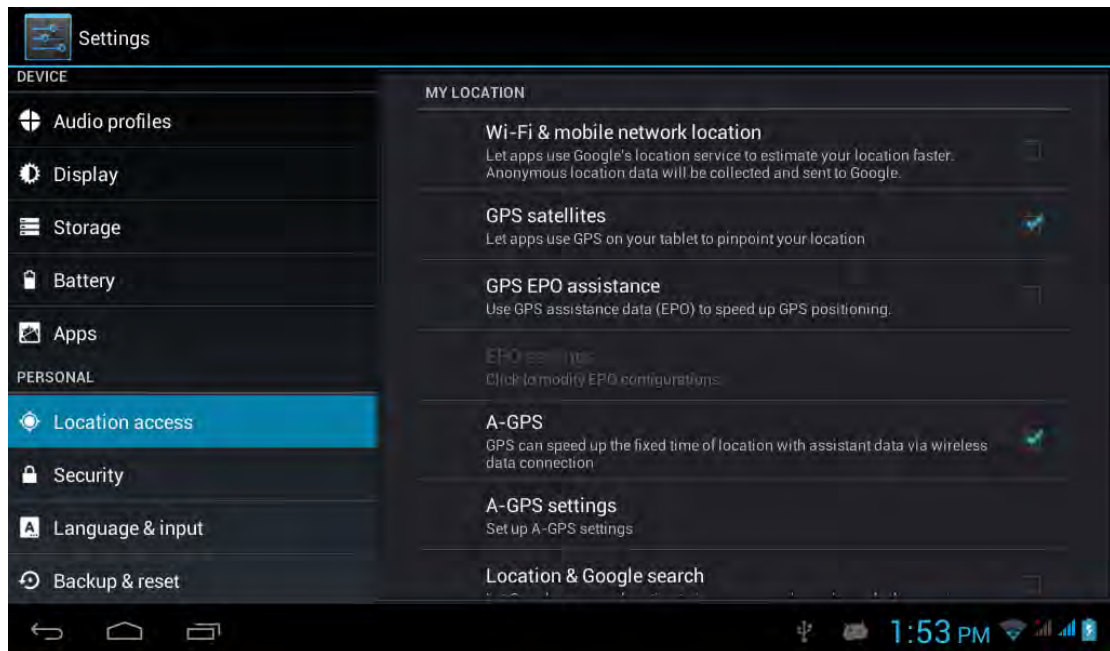 Settings
DEVICE
Audio profiles
Display
Storage
Battery
Apps
PERSONAL
Location access
Security
Language & input
Backup & reset
MY LOCATION
Wi-Fi & mobile network location
Let apps use Google's location service to estimate your location faster.
Anonymous location data will be collected and sent to Google.
GPS satellites
Let apps use GPS on your tablet to pinpoint your location
GPS EPO assistance
Use GPS assistance data (EPO) to speed up GPS positioning.
EPO settings
Click to modify EPO configurations.
A-GPS
GPS can speed up the fixed time of location with assistant data via wireless
data connection
A-GPS settings
Set up A-GPS settings
Location & Google search
1:53 PM